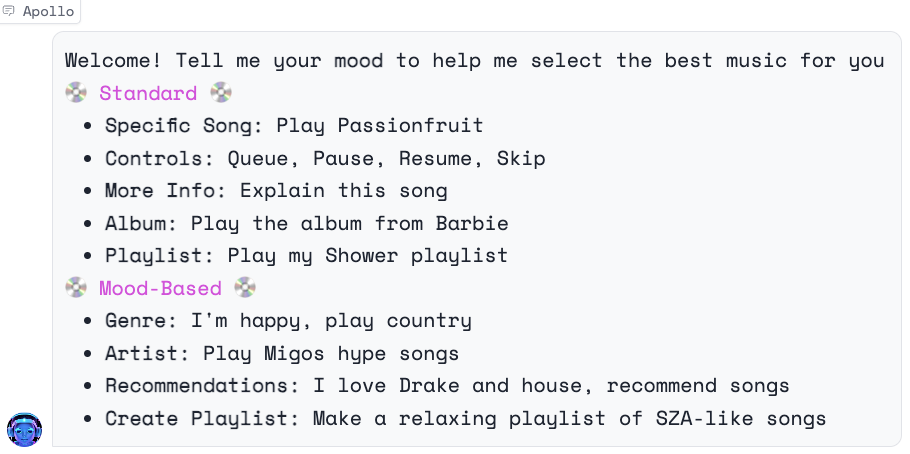 Apollo
Welcome! Tell me your mood to help me select the best music for you
Standard
Specific Song: Play Passionfruit
Controls: Queue, Pause, Resume, Skip
More Info: Explain this song
Album: Play the album from Barbie
Playlist: Play my Shower playlist
Mood-Based
Genre: I'm happy, play country
Artist: Play Migos hype songs
Recommendations: I love Drake and house, recommend songs
Create Playlist: Make a relaxing playlist of SZA-like songs